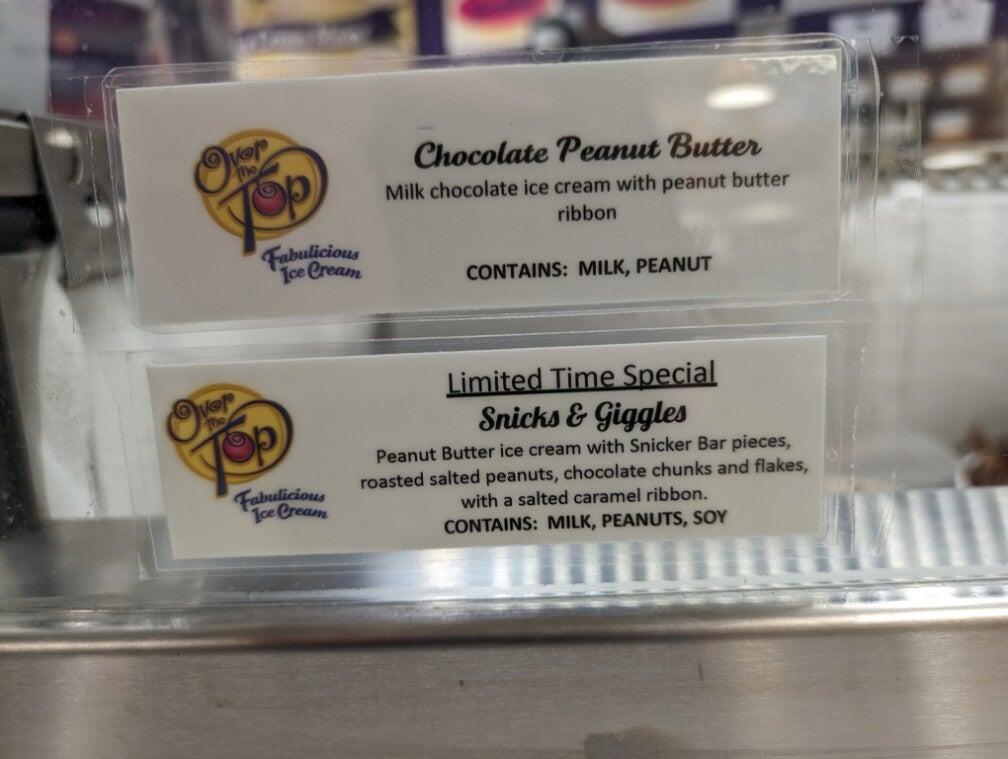 Over
the
Top
Fabulicious
Ice Cream
Chocolate Peanut Butter
Milk chocolate ice cream with peanut butter
ribbon
CONTAINS: MILK, PEANUT
Over
the
Top
Fabulicious
Ice Cream
Limited Time Special
Snicks & Giggles
Peanut Butter ice cream with Snicker Bar pieces,
roasted salted peanuts, chocolate chunks and flakes,
with a salted caramel ribbon.
CONTAINS: MILK, PEANUTS, SOY